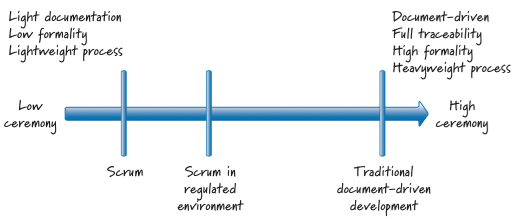 Light documentation
Low formality
Lightweight process
Document-driven
Full traceability
High formality
Heavyweight process
Low
ceremony
High
ceremony
Scrum
Scrum in
regulated
environment
Traditional
document-driven
development